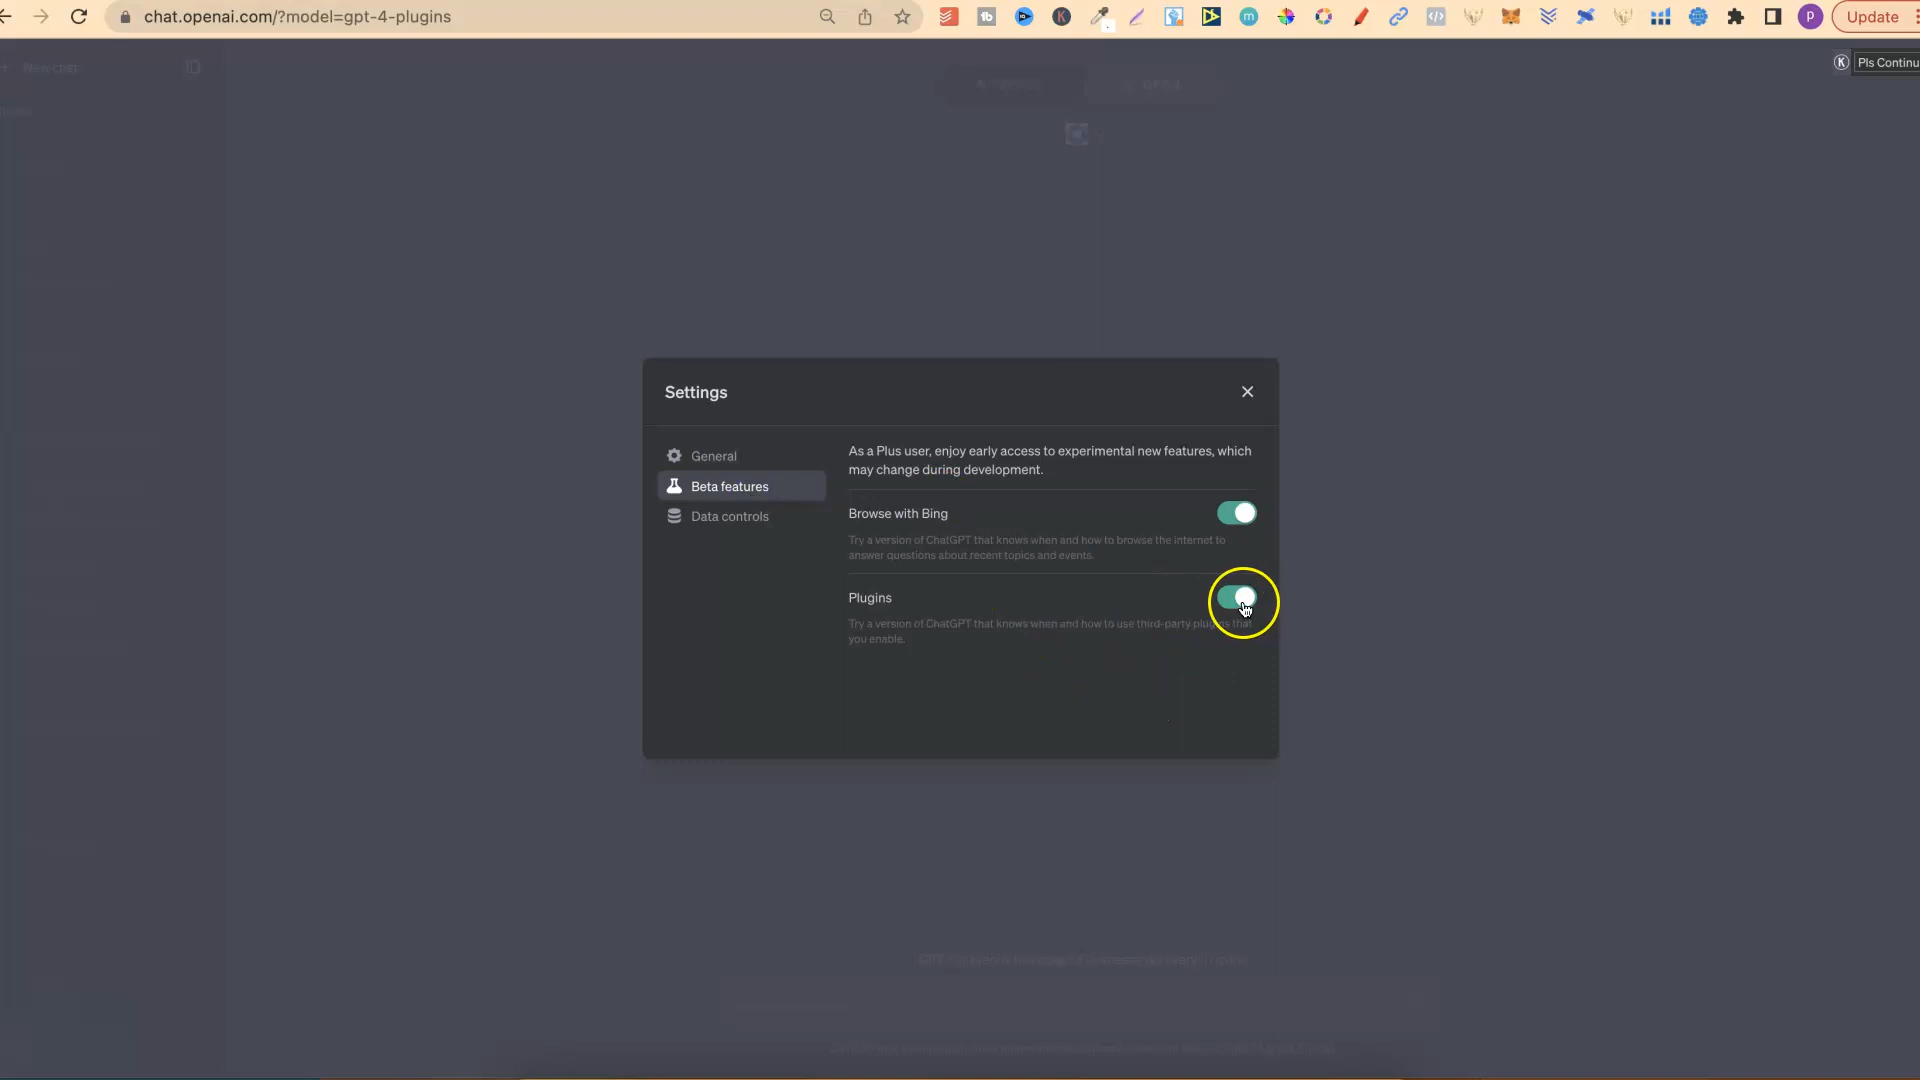 chat.openai.com/?model=gpt-4-plugins
Update
New chat
K
Pls Continu
Settings
General
Beta features
Data controls
As a Plus user, enjoy early access to experimental new features, which
may change during development.
Browse with Bing
Try a version of ChatGPT that knows when and how to browse the internet to
answer questions about recent topics and events.
Plugins
Try a version of ChatGPT that knows when and how to use third-party plugins that
you enable.